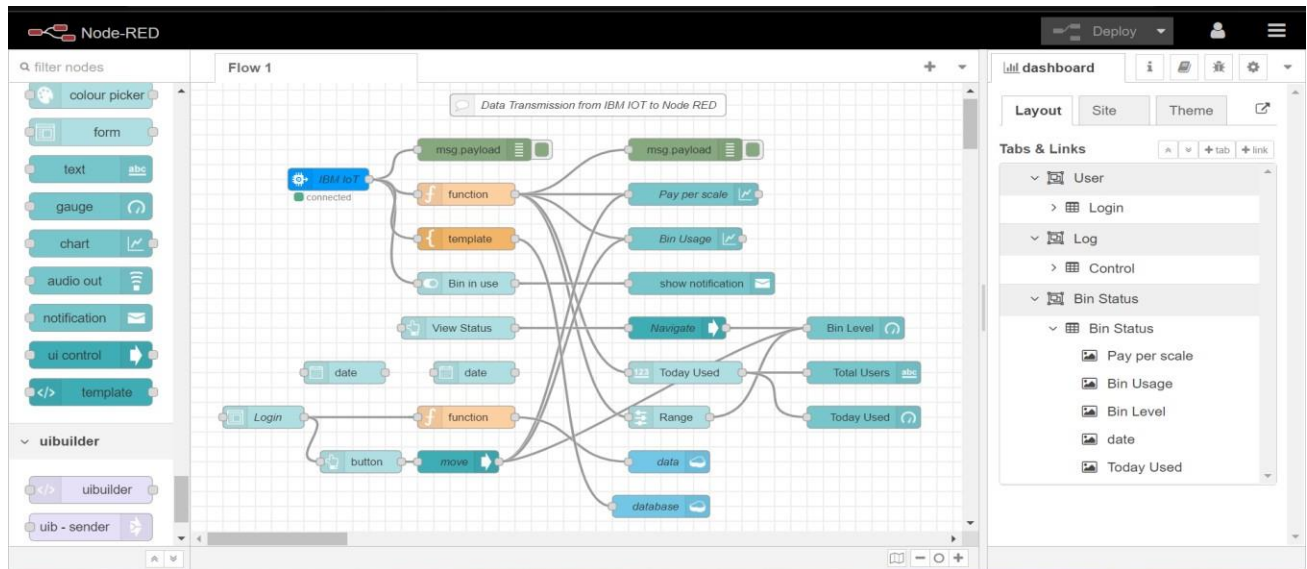 Node-RED
Deploy
filter nodes
colour picker
form
text
abc
gauge
chart
audio out
notification
ui control
template
uibuilder
uibuilder
uib - sender
Flow 1
Data Transmission from IBM IOT to Node RED
msg.payload
msg.payload
IBM IoT
connected
function
Pay per scale
template
Bin Usage
Bin in use
show notification
View Status
Navigate
Bin Level
date
date
123 Today Used
Total Users abc
Login
function
Range
Today Used
button
move
data
database
dashboard
i
Layout
Site
Theme
Tabs & Links
+ tab
+ link
User
Login
Log
Control
Bin Status
Bin Status
Pay per scale
Bin Usage
Bin Level
date
Today Used